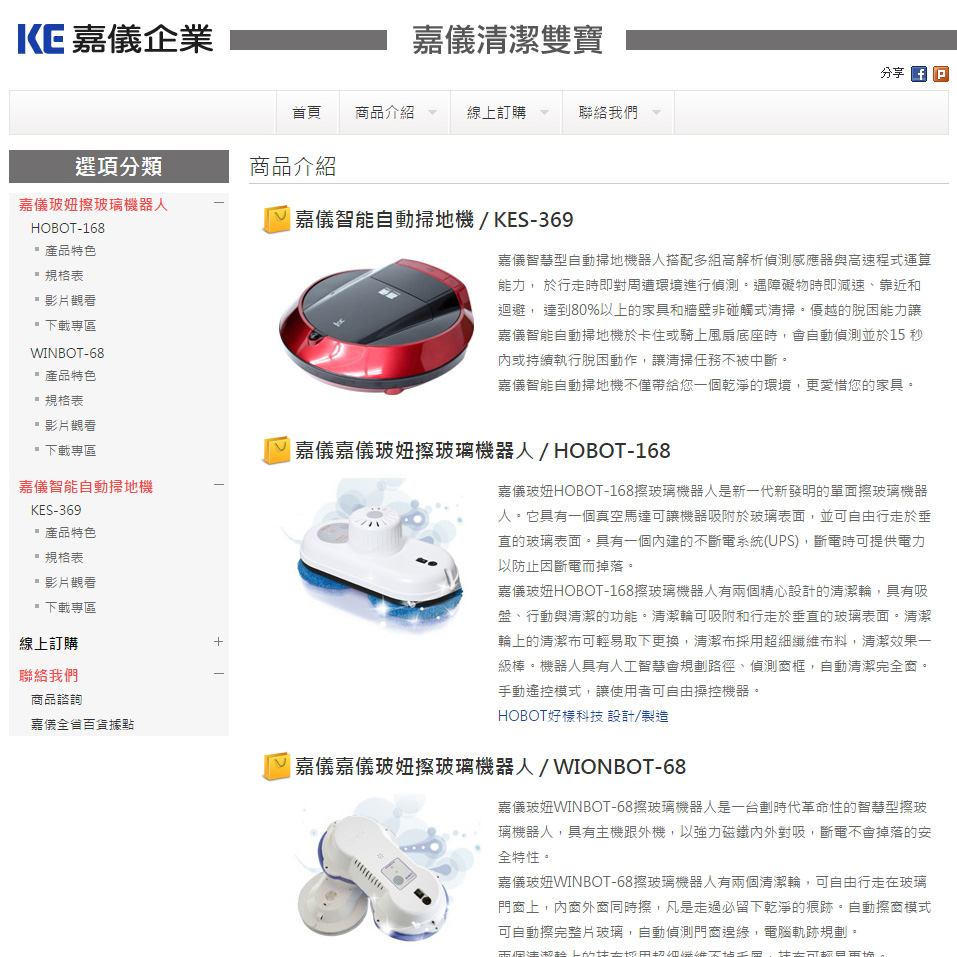 KE 嘉儀企業
嘉儀清潔雙寶
分享
首頁 商品介紹 線上訂購 聯絡我們
選項分類
嘉儀玻妞擦玻璃機器人
HOBOT-168
產品特色
規格表
影片觀看
下載專區
WINBOT-68
產品特色
規格表
影片觀看
下載專區
嘉儀智能自動掃地機
KES-369
產品特色
規格表
影片觀看
下載專區
線上訂購
聯絡我們
商品諮詢
嘉儀全省百貨據點
商品介紹
嘉儀智能自動掃地機 / KES-369
嘉儀智慧型自動掃地機器人搭配多組高解析偵測感應器與高速程式運算
能力， 於行走時即對周遭環境進行偵測。遇障礙物時即減速、靠近和
迴避， 達到80%以上的家具和牆壁非碰觸式清掃。優越的脫困能力讓
嘉儀智能自動掃地機於卡住或騎上風扇底座時，會自動偵測並於15 秒
內或持續執行脫困動作，讓清掃任務不被中斷。
嘉儀智能自動掃地機不僅帶給您一個乾淨的環境，更愛惜您的家具。
嘉儀嘉儀玻妞擦玻璃機器人 / HOBOT-168
嘉儀玻妞HOBOT-168擦玻璃機器人是新一代新發明的單面擦玻璃機器
人。它具有一個真空馬達可讓機器吸附於玻璃表面，並可自由行走於垂
直的玻璃表面。具有一個內建的不斷電系統(UPS)，斷電時可提供電力
以防止因斷電而掉落。
嘉儀玻妞HOBOT-168擦玻璃機器人有兩個精心設計的清潔輪，具有吸
盤、行動與清潔的功能。清潔輪可吸附和行走於垂直的玻璃表面。清潔
輪上的清潔布可輕易取下更換，清潔布採用超細纖維布料，清潔效果一
級棒。機器人具有人工智慧會規劃路徑、偵測窗框，自動清潔完全窗。
手動遙控模式，讓使用者可自由操控機器。
HOBOT好樣科技 設計/製造
嘉儀嘉儀玻妞擦玻璃機器人 / WIONBOT-68
嘉儀玻妞WINBOT-68擦玻璃機器人是一台劃時代革命性的智慧型擦玻
璃機器人，具有主機跟外機，以強力磁鐵內外對吸，斷電不會掉落的安
全特性。
嘉儀玻妞WINBOT-68擦玻璃機器人有兩個清潔輪，可自由行走在玻璃
門窗上，內窗外窗同時擦，凡是走過必留下乾淨的痕跡。自動擦窗模式
可自動擦完整片玻璃，自動偵測門窗邊緣，電腦軌跡規劃。
兩個清潔輪上的抹布採用超細纖維不掉毛屑，抹布可輕易更換。